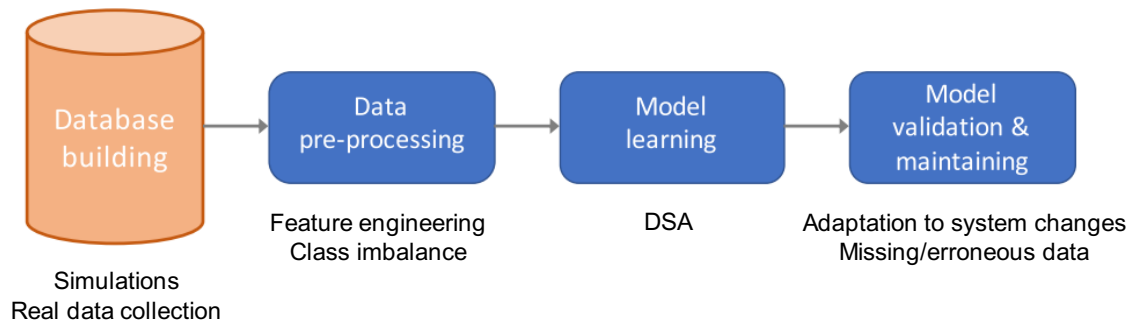 Database
building
Data
pre-processing
Model
learning
Model
validation &
maintaining
Simulations
Real data collection
Feature engineering
Class imbalance
DSA
Adaptation to system changes
Missing/erroneous data